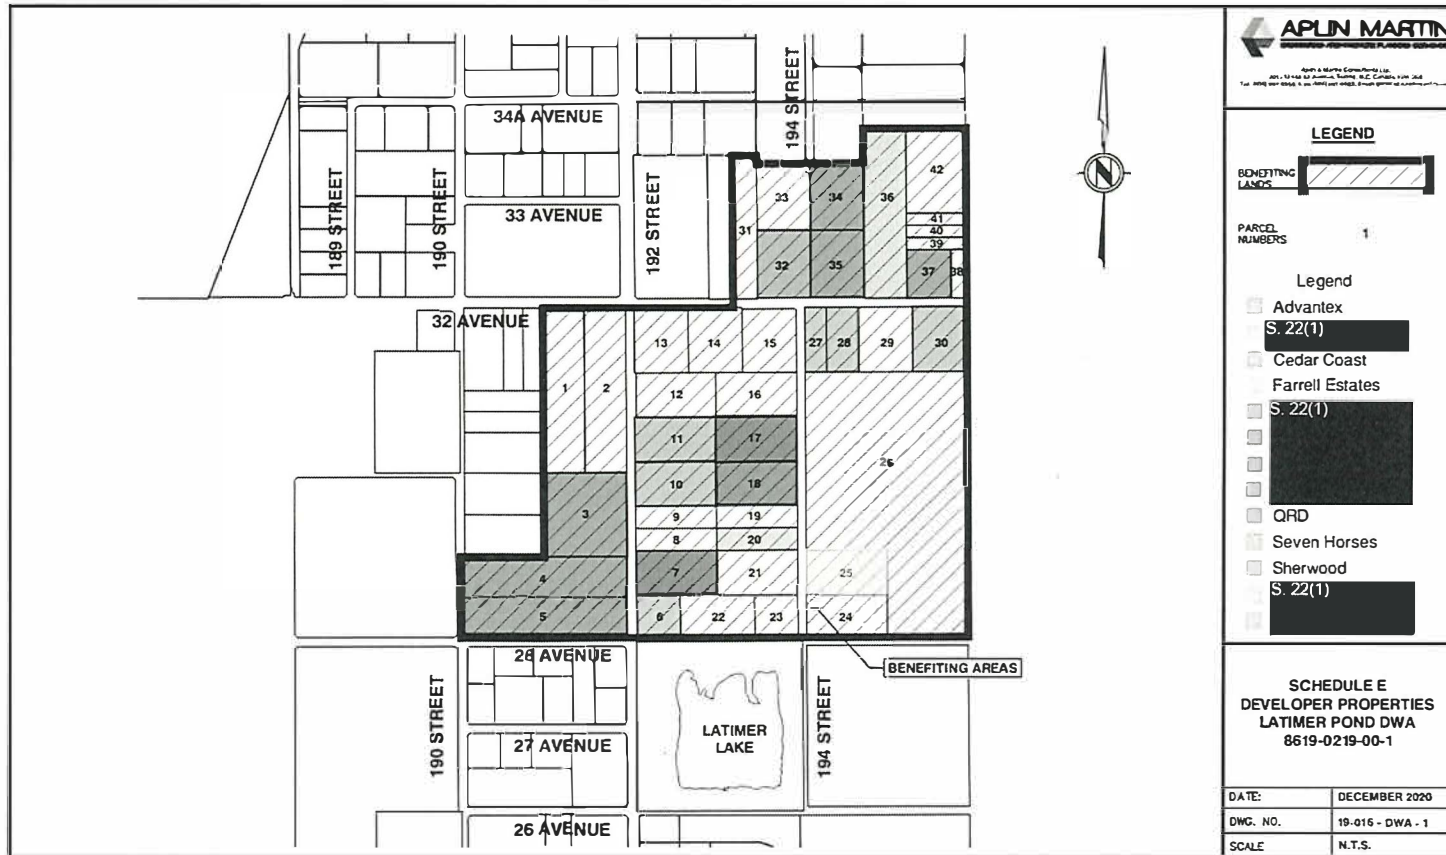 34A AVENUE
194 STREET
189 STREET
190 STREET
33 AVENUE
192 STREET
32 AVENUE
42
33
34
36
41
40
39
31
32
35
37
38
1
2
13
14
15
27
28
29
30
12
16
11
17
26
10
18
3
9
19
8
20
4
7
21
25
5
6
22
23
24
28 AVENUE
BENEFITING AREAS
190 STREET
27 AVENUE
LATIMER
LAKE
194 STREET
26 AVENUE
N
APLIN MARTIN
LEGEND
BENEFITING
LANDS
PARCEL
NUMBERS
1
Legend
Advantex
S. 22(1)
Cedar Coast
Farrell Estates
S. 22(1)
QRD
Seven Horses
Sherwood
S. 22(1)
SCHEDULE E
DEVELOPER PROPERTIES
LATIMER POND DWA
8619-0219-00-1
DATE: DECEMBER 2020
DWG. NO. 19-016 - DWA - 1
SCALE N.T.S.